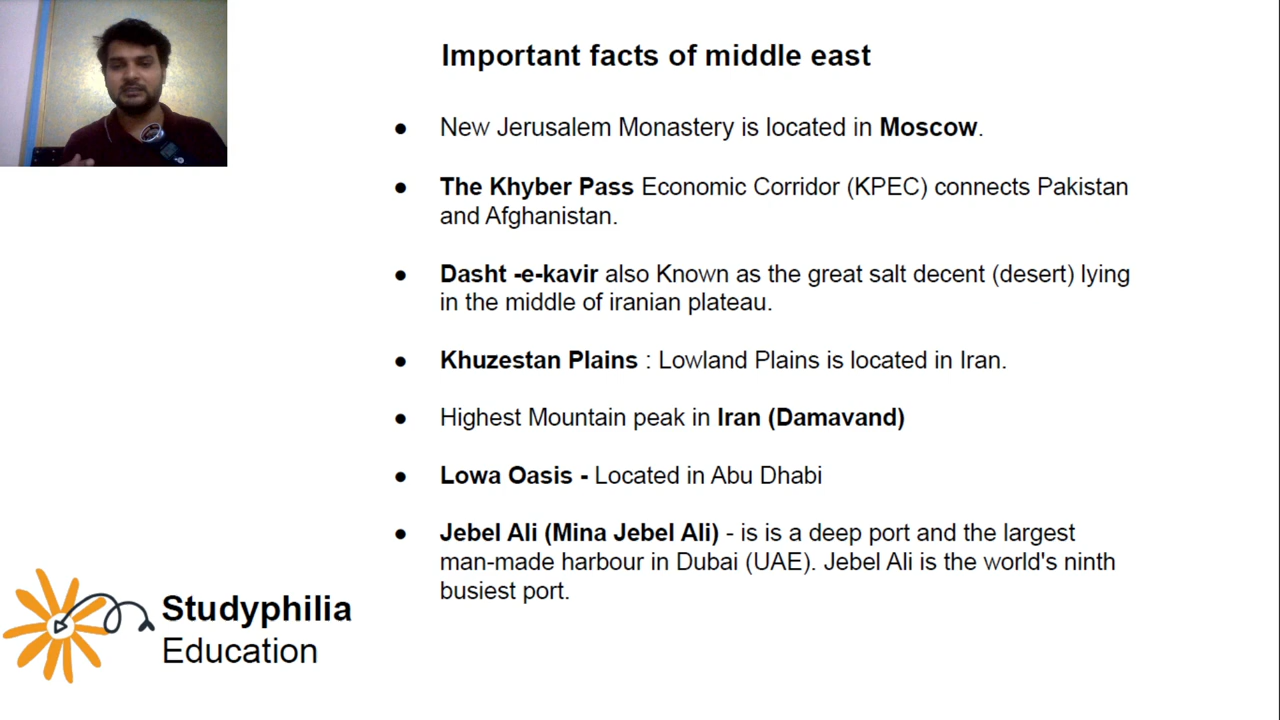 Important facts of middle east
● New Jerusalem Monastery is located in Moscow.
● The Khyber Pass Economic Corridor (KPEC) connects Pakistan
and Afghanistan.
● Dasht -e-kavir also Known as the great salt decent (desert) lying
in the middle of iranian plateau.
● Khuzestan Plains : Lowland Plains is located in Iran.
● Highest Mountain peak in Iran (Damavand)
● Lowa Oasis - Located in Abu Dhabi
● Jebel Ali (Mina Jebel Ali) - is is a deep port and the largest
man-made harbour in Dubai (UAE). Jebel Ali is the world's ninth
busiest port.
Studyphilia
Education